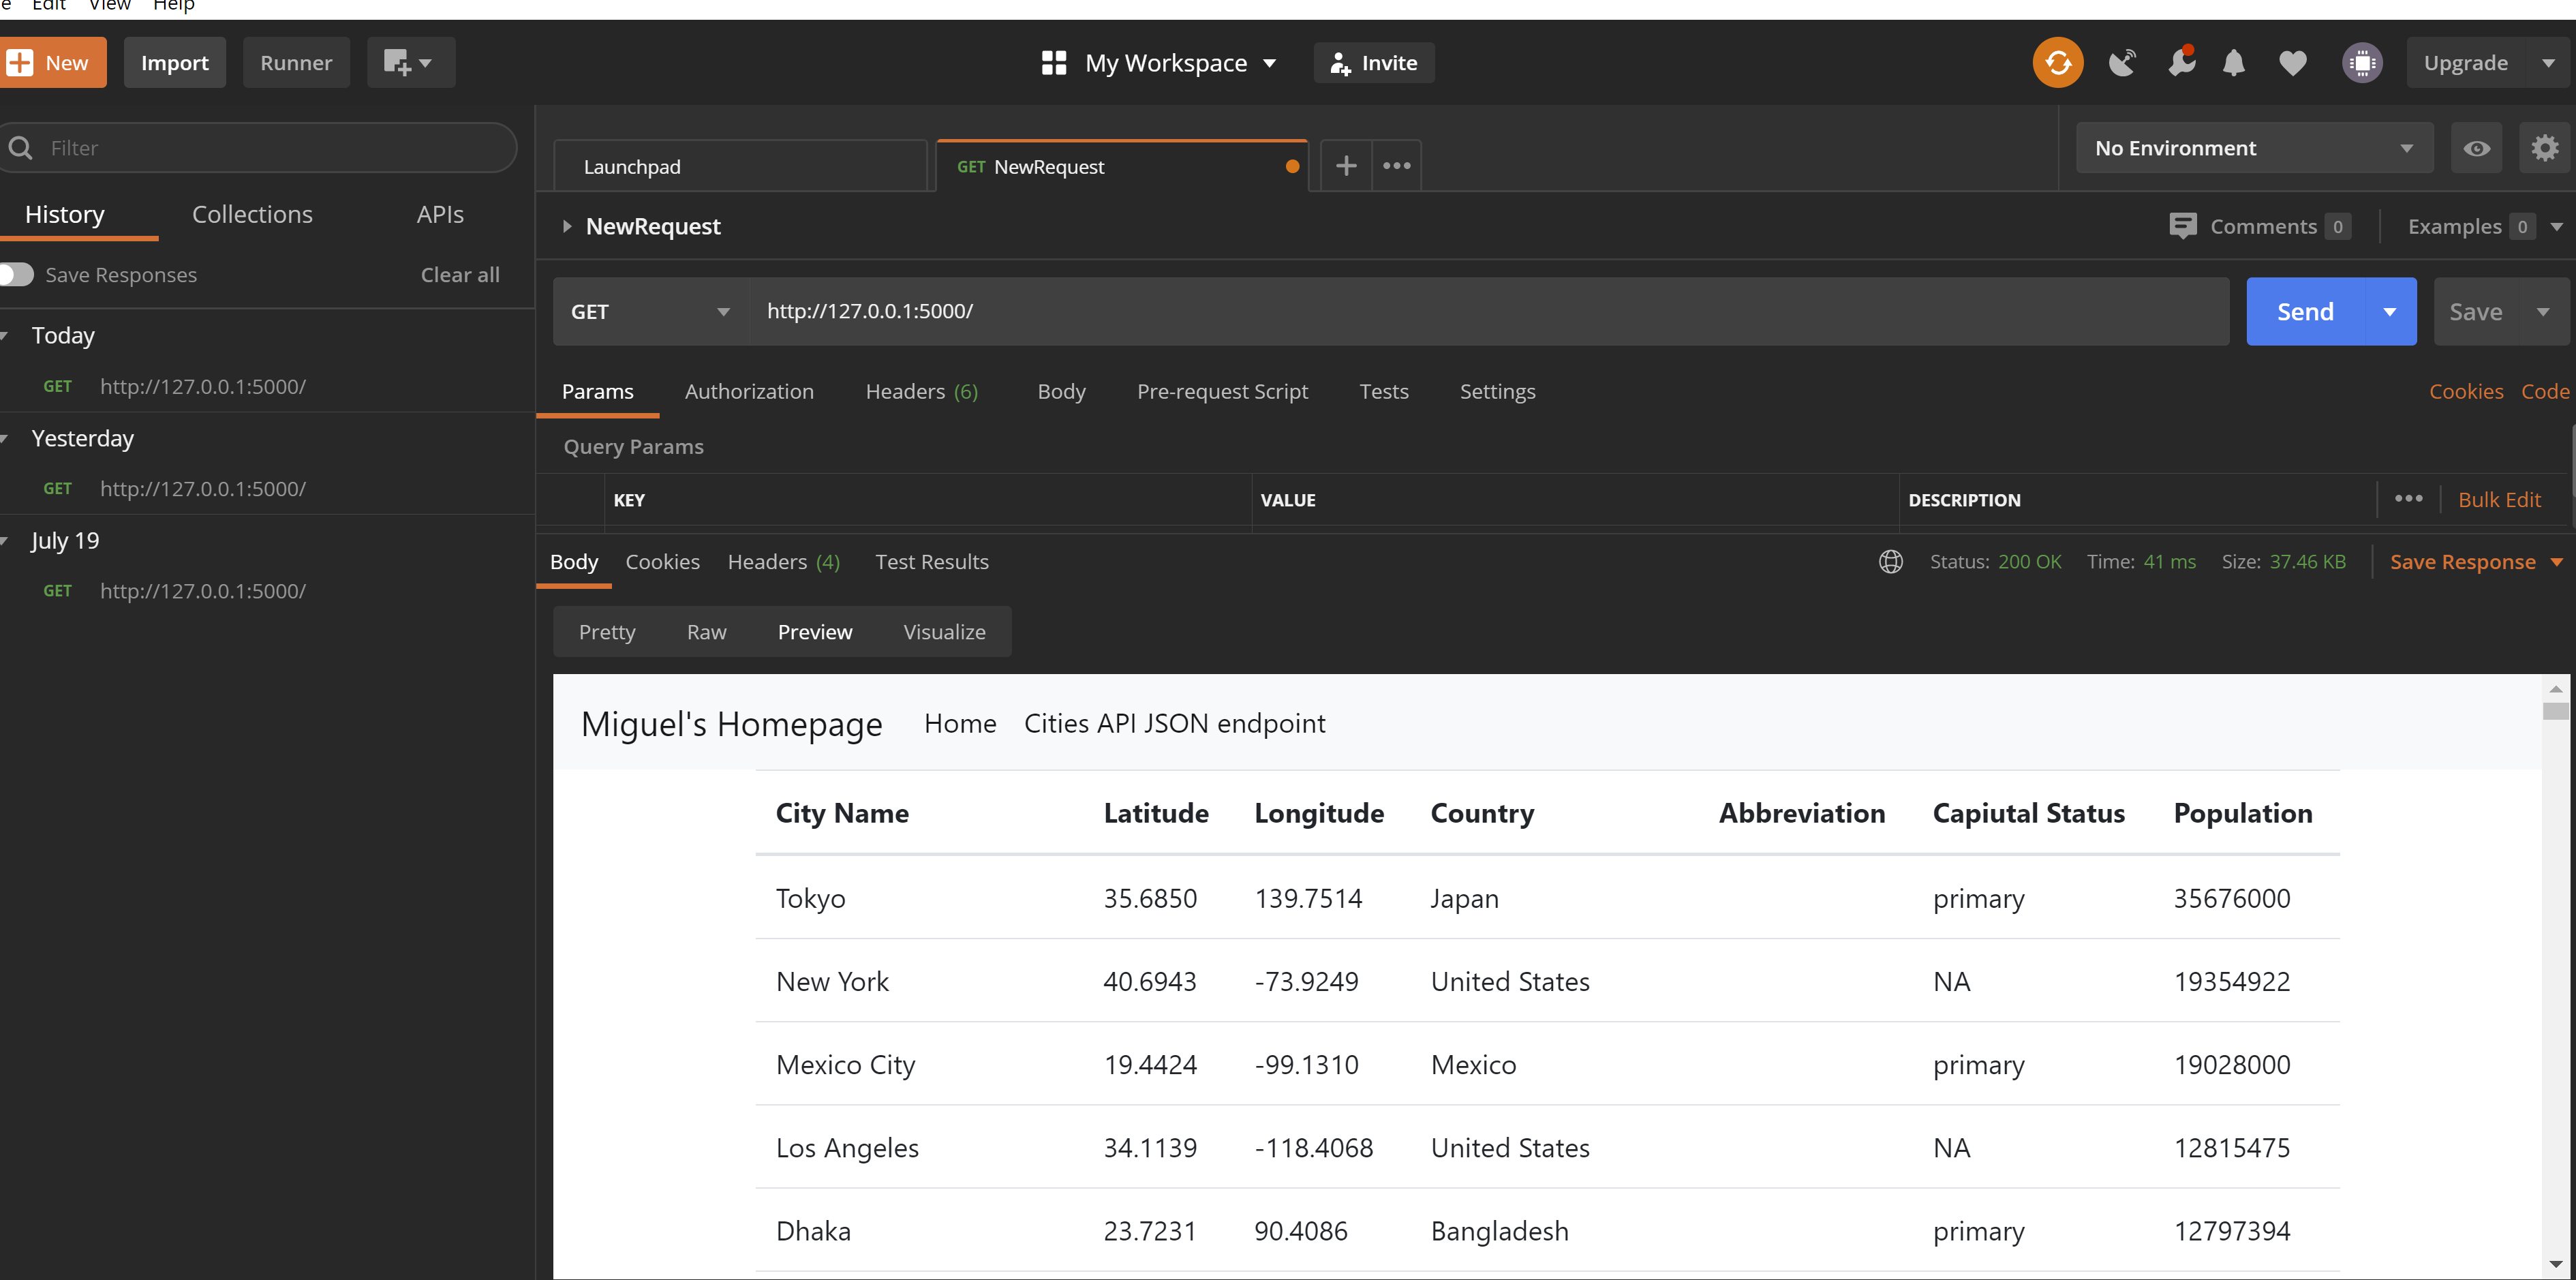 e Edit View Help
New Import Runner My Workspace Invite Upgrade
Filter
History Collections APIs
Save Responses Clear all
Today
GET http://127.0.0.1:5000/
Yesterday
GET http://127.0.0.1:5000/
July 19
GET http://127.0.0.1:5000/
Launchpad GET NewRequest No Environment
NewRequest Comments 0 Examples 0
GET http://127.0.0.1:5000/ Send Save
Params Authorization Headers (6) Body Pre-request Script Tests Settings Cookies Code
Query Params
KEY VALUE DESCRIPTION Bulk Edit
Body Cookies Headers (4) Test Results Status: 200 OK Time: 41 ms Size: 37.46 KB Save Response
Pretty Raw Preview Visualize
Miguel's Homepage Home Cities API JSON endpoint
City Name Latitude Longitude Country Abbreviation Capiutal Status Population
Tokyo 35.6850 139.7514 Japan primary 35676000
New York 40.6943 -73.9249 United States NA 19354922
Mexico City 19.4424 -99.1310 Mexico primary 19028000
Los Angeles 34.1139 -118.4068 United States NA 12815475
Dhaka 23.7231 90.4086 Bangladesh primary 12797394